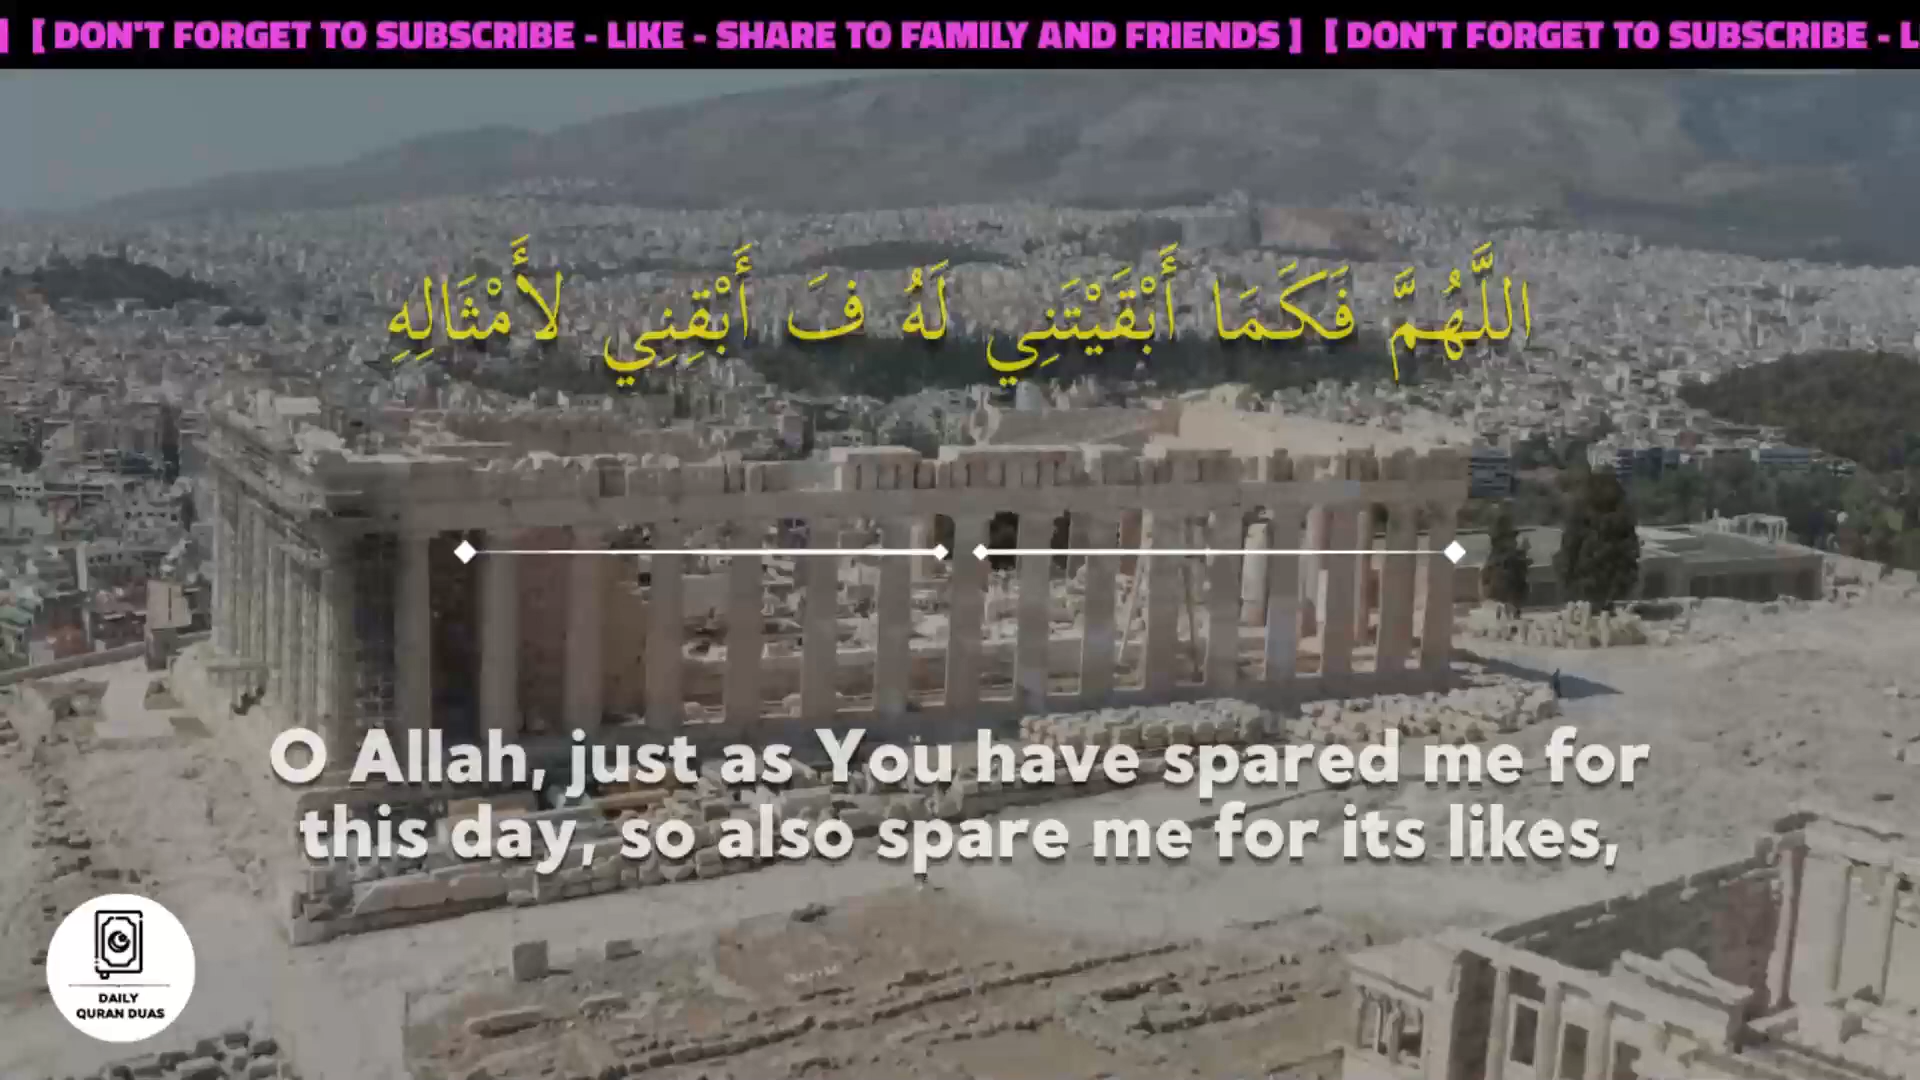 ] [ DON'T FORGET TO SUBSCRIBE - LIKE - SHARE TO FAMILY AND FRIENDS ] [ DON'T FORGET TO SUBSCRIBE - L
اللَّهُمَّ فَكَمَا أَبْقَيْتَنِي لَهُ فَ أَبْقِنِي لأَمْثَالِهِ
O Allah, just as You have spared me for
this day, so also spare me for its likes,
DAILY
QURAN DUAS